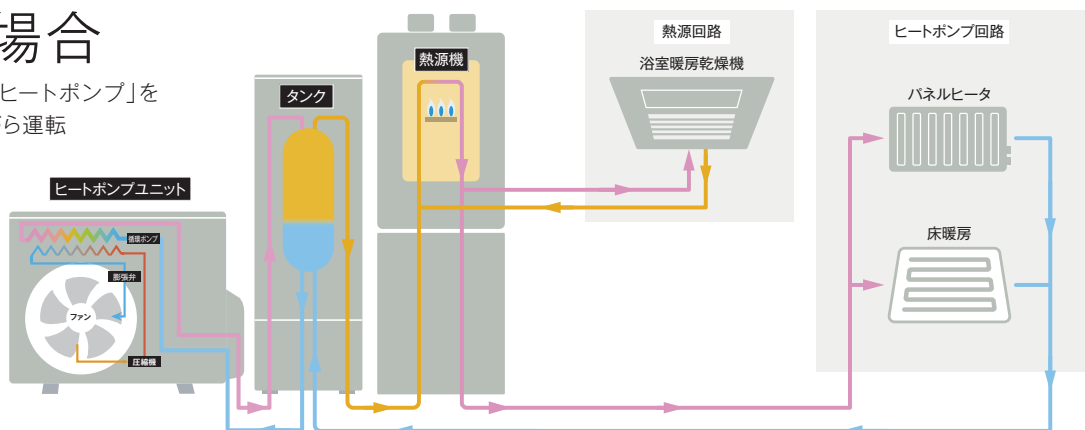 場合
ヒートポンプ」を
ら運転
ヒートポンプユニット
循環ポンプ
膨張弁
ファン
圧縮機
タンク
熱源機
熱源回路
浴室暖房乾燥機
ヒートポンプ回路
パネルヒータ
床暖房